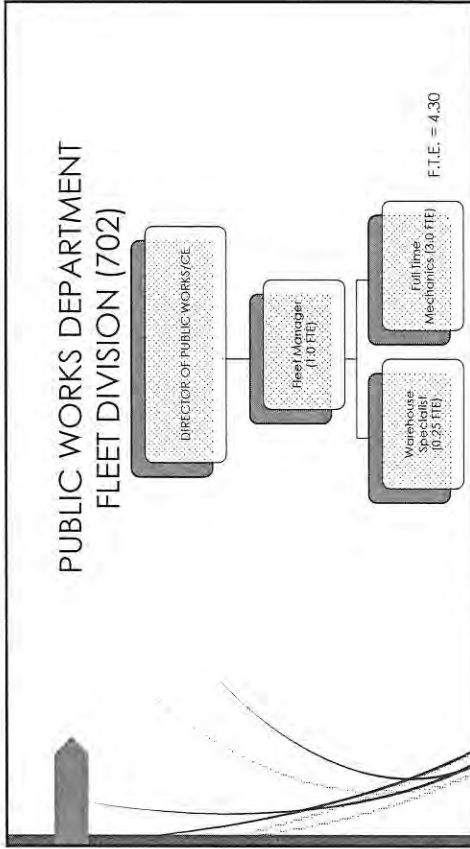 PUBLIC WORKS DEPARTMENT
FLEET DIVISION (702)
DIRECTOR OF PUBLIC WORKS/CE
Fleet Manager
(1.0 FTE)
Warehouse
Specialist
(0.25 FTE)
Full Time
Mechanics (3.0 FTE)
F.T.E. = 4.30